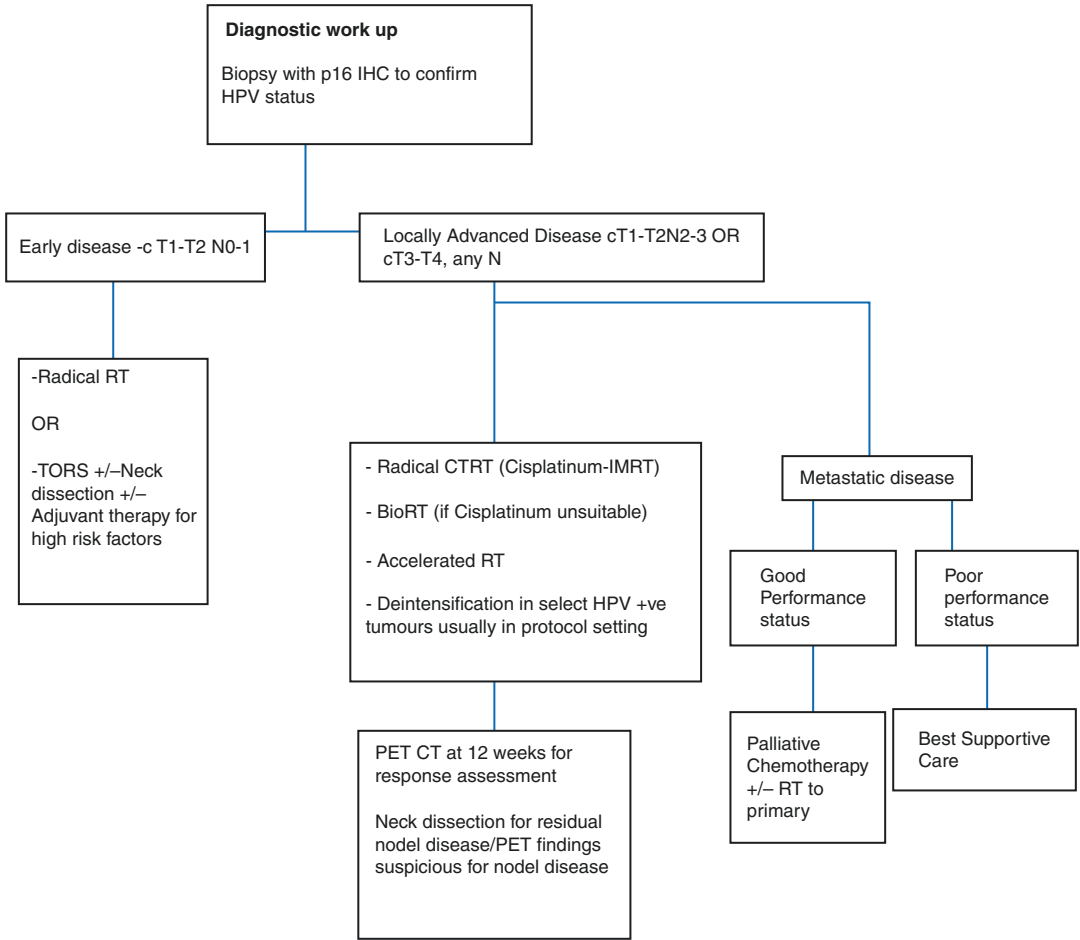 Diagnostic work up
Biopsy with p16 IHC to confirm
HPV status
Early disease -c T1-T2 N0-1
Locally Advanced Disease cT1-T2N2-3 OR
cT3-T4, any N
-Radical RT
OR
-TORS +/–Neck
dissection +/–
Adjuvant therapy for
high risk factors
- Radical CTRT (Cisplatinum-IMRT)
- BioRT (if Cisplatinum unsuitable)
- Accelerated RT
- Deintensification in select HPV +ve
tumours usually in protocol setting
PET CT at 12 weeks for
response assessment
Neck dissection for residual
nodel disease/PET findings
suspicious for nodel disease
Metastatic disease
Good
Performance
status
Poor
performance
status
Palliative
Chemotherapy
+/– RT to
primary
Best Supportive
Care